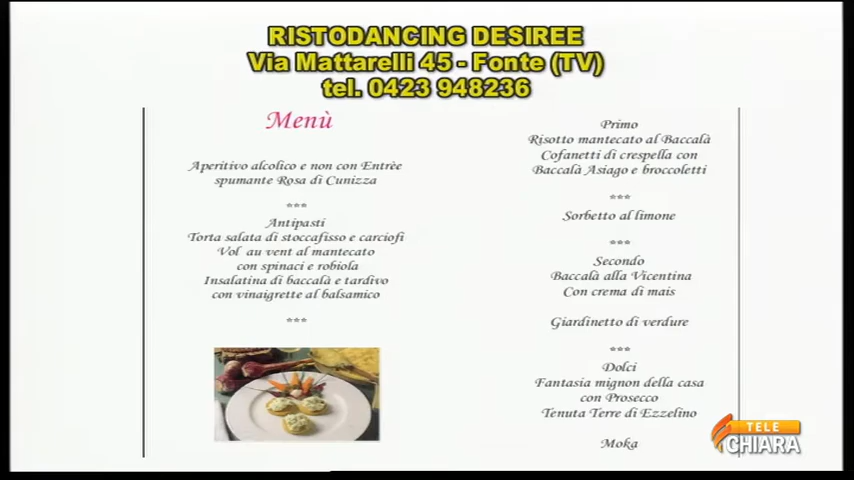 RISTODANCING DESIREE
Via Mattarelli 45 - Fonte (TV)
tel. 0423 948236
Menù
Aperitivo alcolico e non con Entrèe
spumante Rosa di Cunizza
***
Antipasti
Torta salata di stoccafisso e carciofi
Vol au vent al mantecato
con spinaci e robiola
Insalatina di baccalà e tardivo
con vinaigrette al balsamico
***
Primo
Risotto mantecato al Baccalà
Cofanetti di crespella con
Baccalà Asiago e broccoletti
***
Sorbetto al limone
***
Secondo
Baccalà alla Vicentina
Con crema di mais
Giardinetto di verdure
***
Dolci
Fantasia mignon della casa
con Prosecco
Tenuta Terre di Ezzelino
Moka
TELE
CHIARA